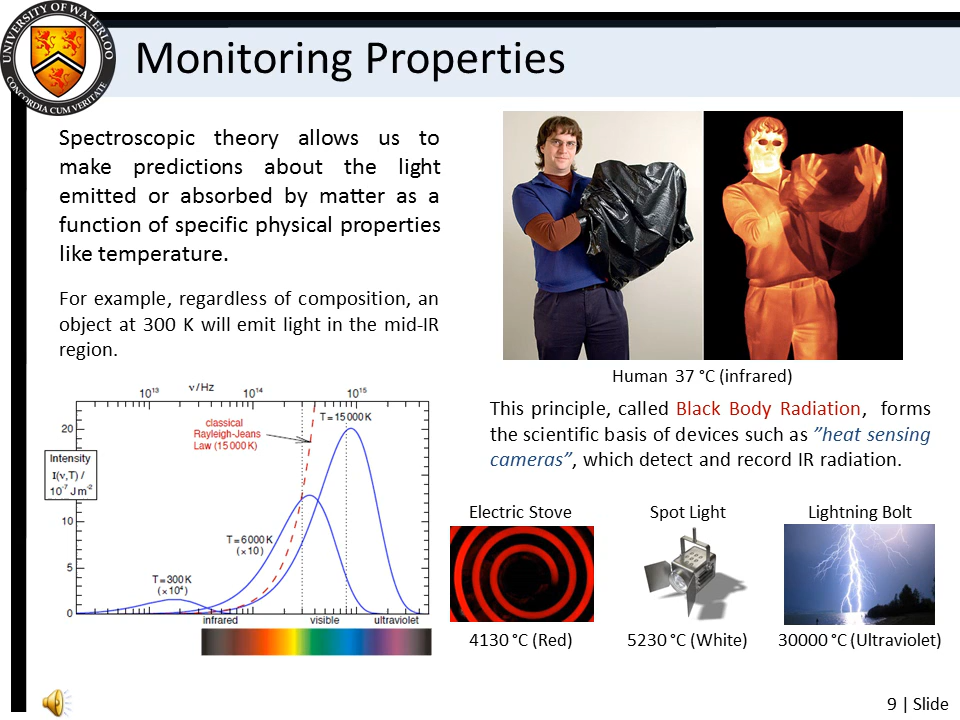 UNIVERSITY OF WATERLOO
CONCORDIA CUM VERITATE
Monitoring Properties
Spectroscopic theory allows us to
make predictions about the light
emitted or absorbed by matter as a
function of specific physical properties
like temperature.
For example, regardless of composition, an
object at 300 K will emit light in the mid-IR
region.
10¹³
ν/Hz
10¹⁴
10¹⁵
20
10
5
0
Intensity
I(ν,T) /
10⁻⁷ J m⁻²
classical
Rayleigh-Jeans
Law (15 000 K)
T=15 000 K
T=6 000 K
(×10)
T=300 K
(×10⁴)
infrared
visible
ultraviolet
Human 37 °C (infrared)
This principle, called Black Body Radiation, forms
the scientific basis of devices such as ”heat sensing
cameras”, which detect and record IR radiation.
Electric Stove
Spot Light
Lightning Bolt
4130 °C (Red)
5230 °C (White)
30000 °C (Ultraviolet)
9 | Slide